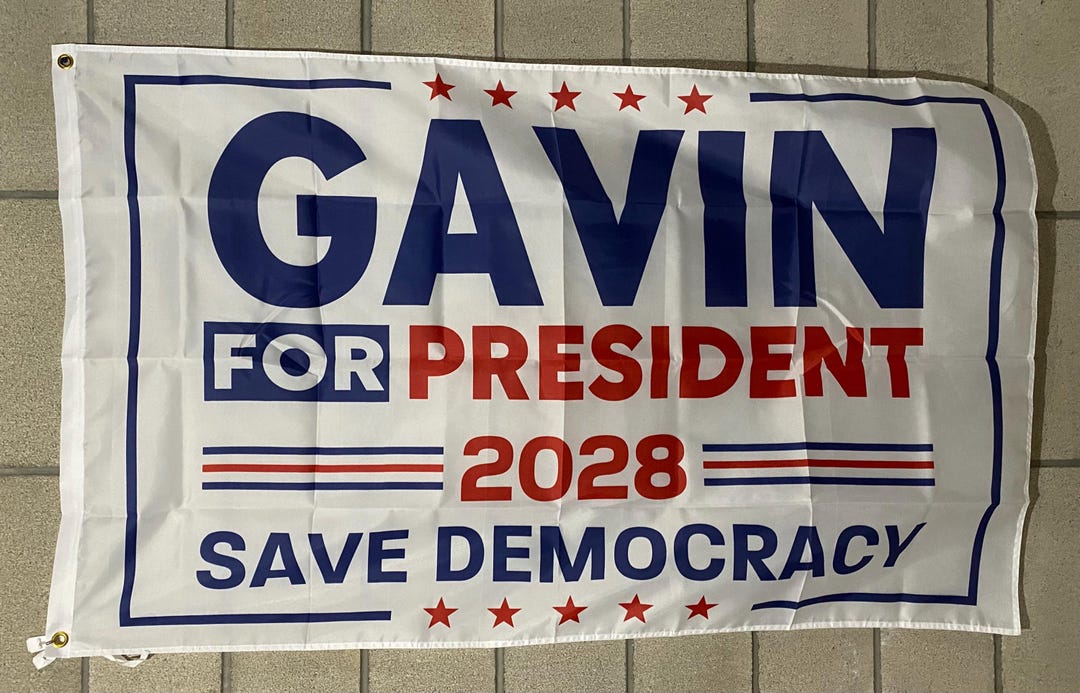 GAVIN
FOR PRESIDENT
2028
SAVE DEMOCRACY